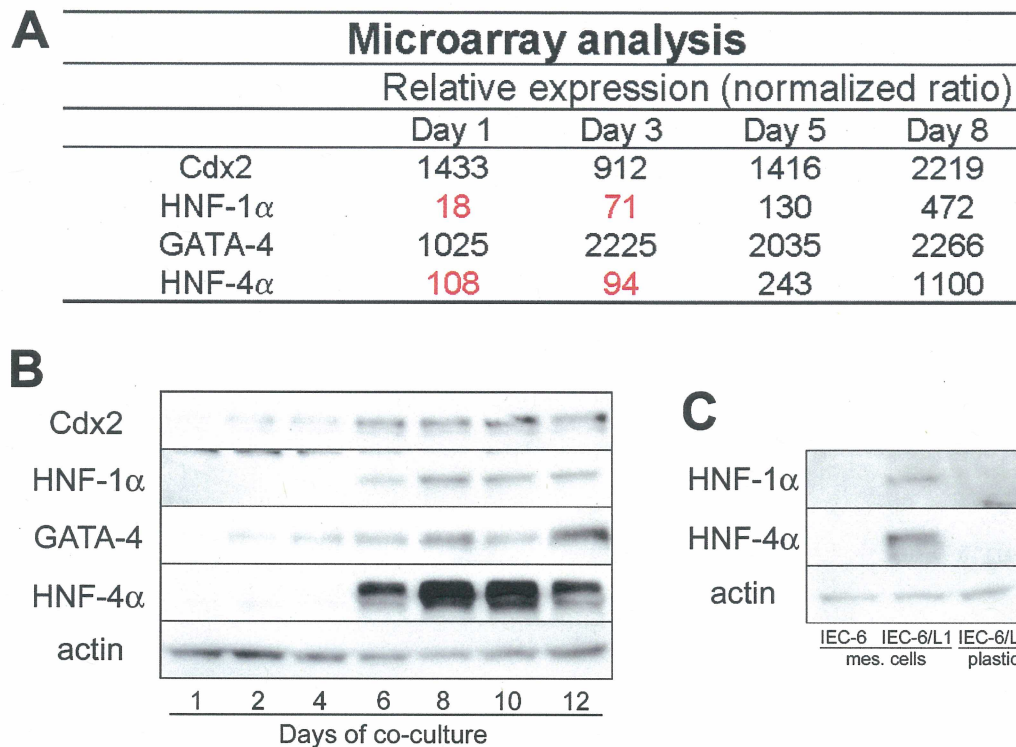 A
Microarray analysis
Relative expression (normalized ratio)
Day 1 Day 3 Day 5 Day 8
Cdx2 1433 912 1416 2219
HNF-1α 18 71 130 472
GATA-4 1025 2225 2035 2266
HNF-4α 108 94 243 1100
B
Cdx2
HNF-1α
GATA-4
HNF-4α
actin
1 2 4 6 8 10 12
Days of co-culture
C
HNF-1α
HNF-4α
actin
IEC-6 IEC-6/L1 IEC-6/L
mes. cells plastic